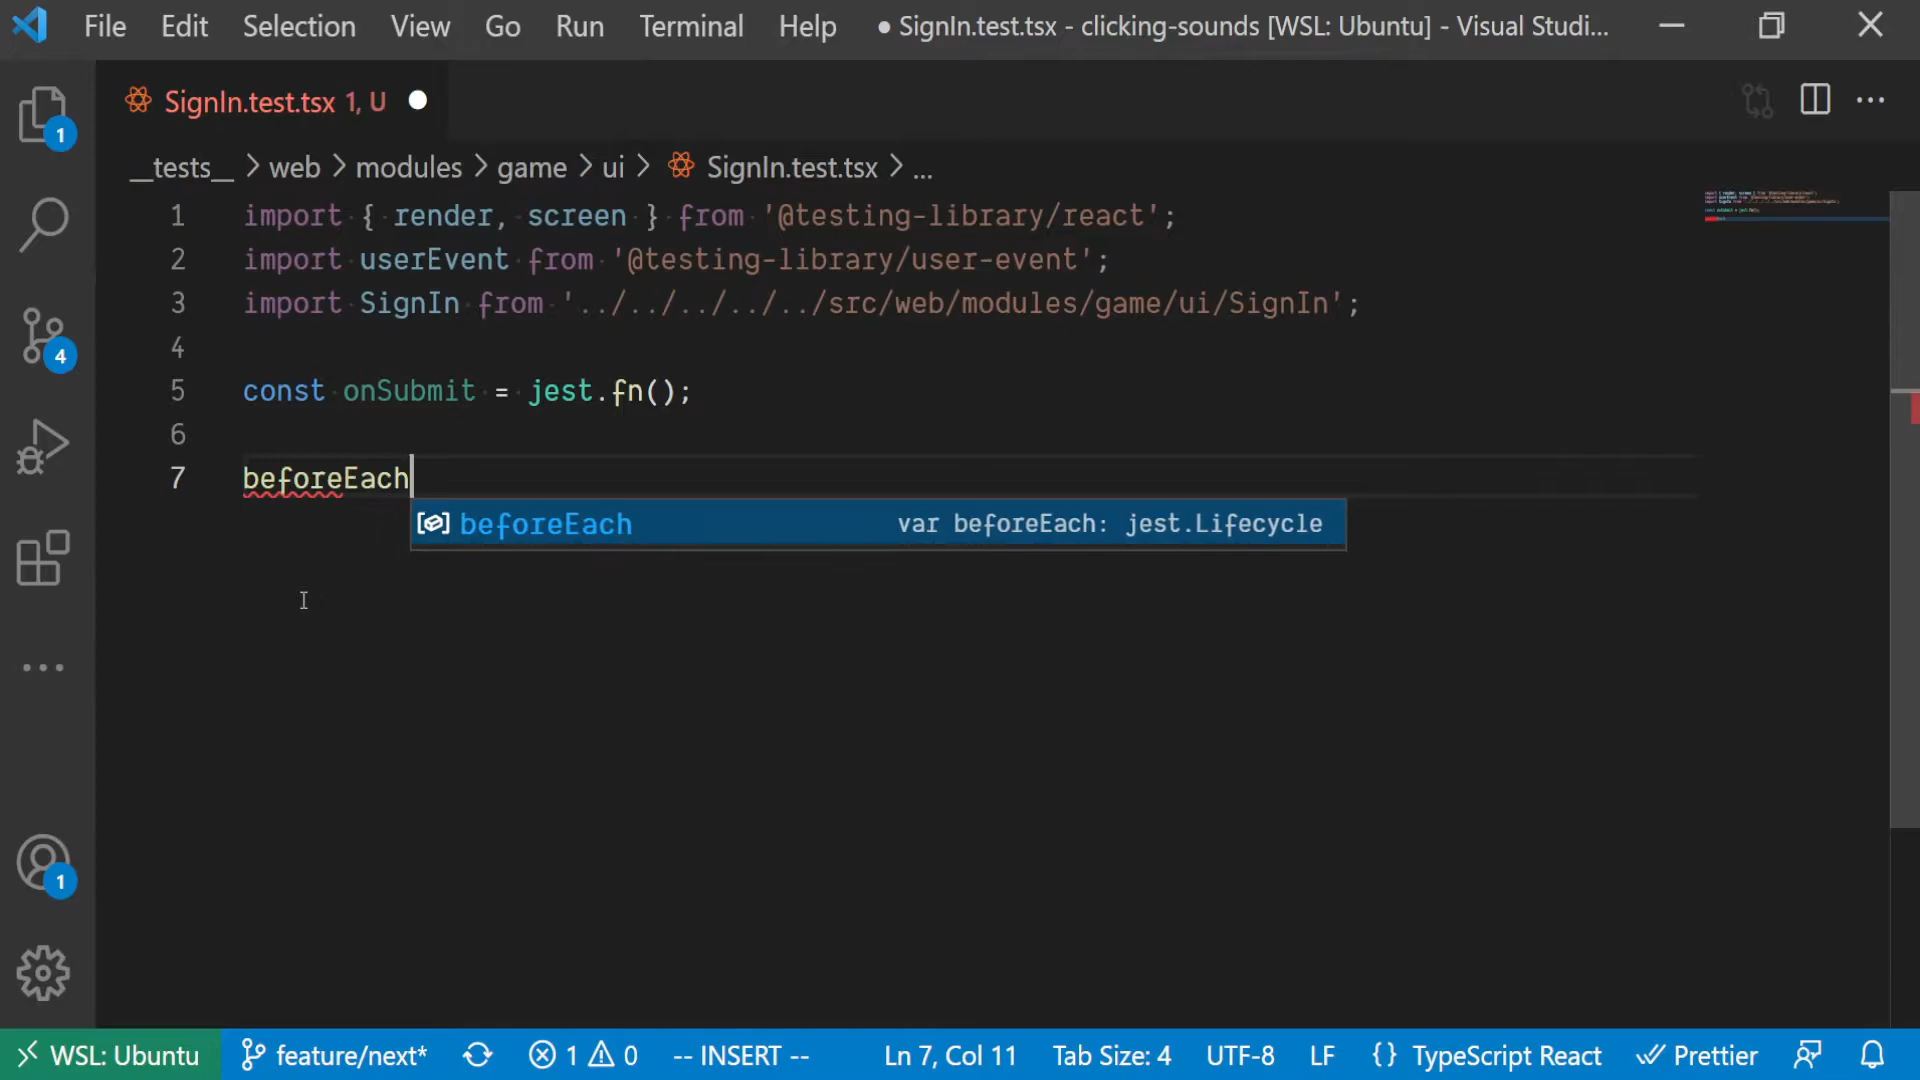 File Edit Selection View Go Run Terminal Help ● SignIn.test.tsx - clicking-sounds [WSL: Ubuntu] - Visual Studi...
SignIn.test.tsx 1, U ●
__tests__ > web > modules > game > ui > SignIn.test.tsx > ...
1 import { render, screen } from '@testing-library/react';
2 import userEvent from '@testing-library/user-event';
3 import SignIn from '../../../../../src/web/modules/game/ui/SignIn';
4
5 const onSubmit = jest.fn();
6
7 beforeEach
beforeEach var beforeEach: jest.Lifecycle
1
4
1
WSL: Ubuntu feature/next* 1 0 -- INSERT -- Ln 7, Col 11 Tab Size: 4 UTF-8 LF {} TypeScript React Prettier